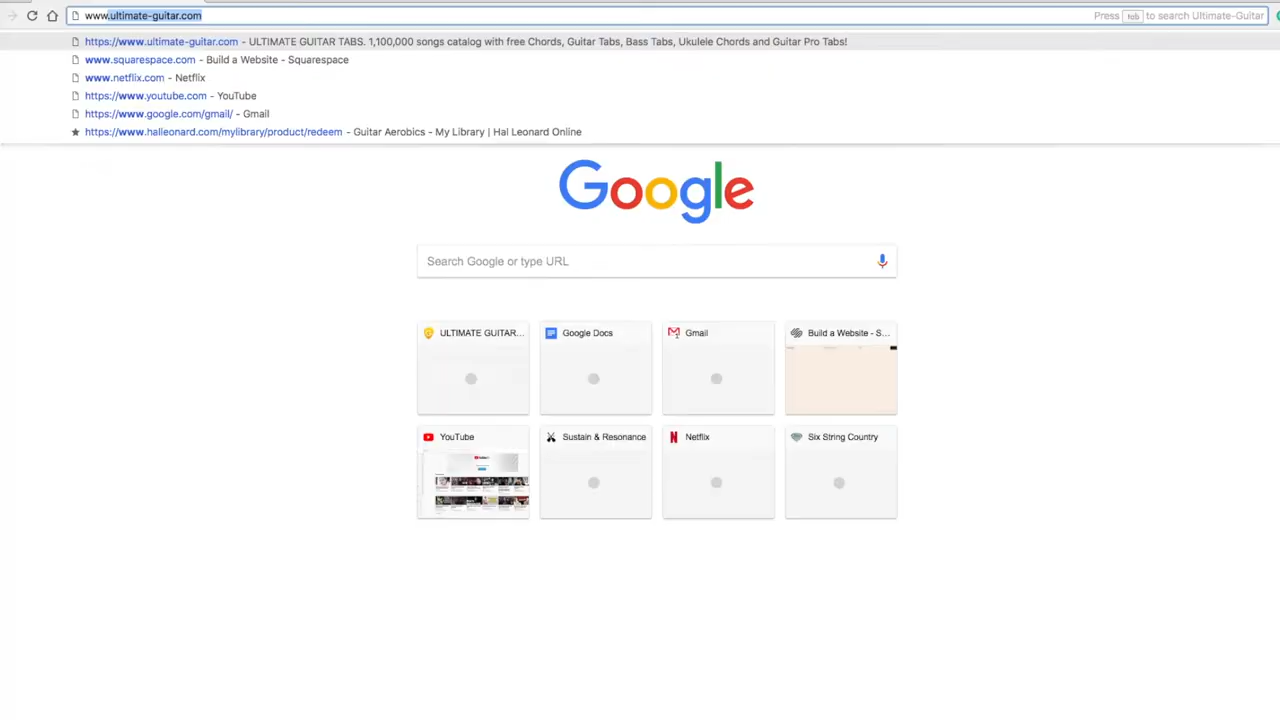 www.ultimate-guitar.com Press tab to search Ultimate-Guitar
https://www.ultimate-guitar.com - ULTIMATE GUITAR TABS. 1,100,000 songs catalog with free Chords, Guitar Tabs, Bass Tabs, Ukulele Chords and Guitar Pro Tabs!
www.squarespace.com - Build a Website - Squarespace
www.netflix.com - Netflix
https://www.youtube.com - YouTube
https://www.google.com/gmail/ - Gmail
https://www.halleonard.com/mylibrary/product/redeem - Guitar Aerobics - My Library | Hal Leonard Online
Google
Search Google or type URL
ULTIMATE GUITAR... Google Docs Gmail Build a Website - S...
YouTube Sustain & Resonance Netflix Six String Country